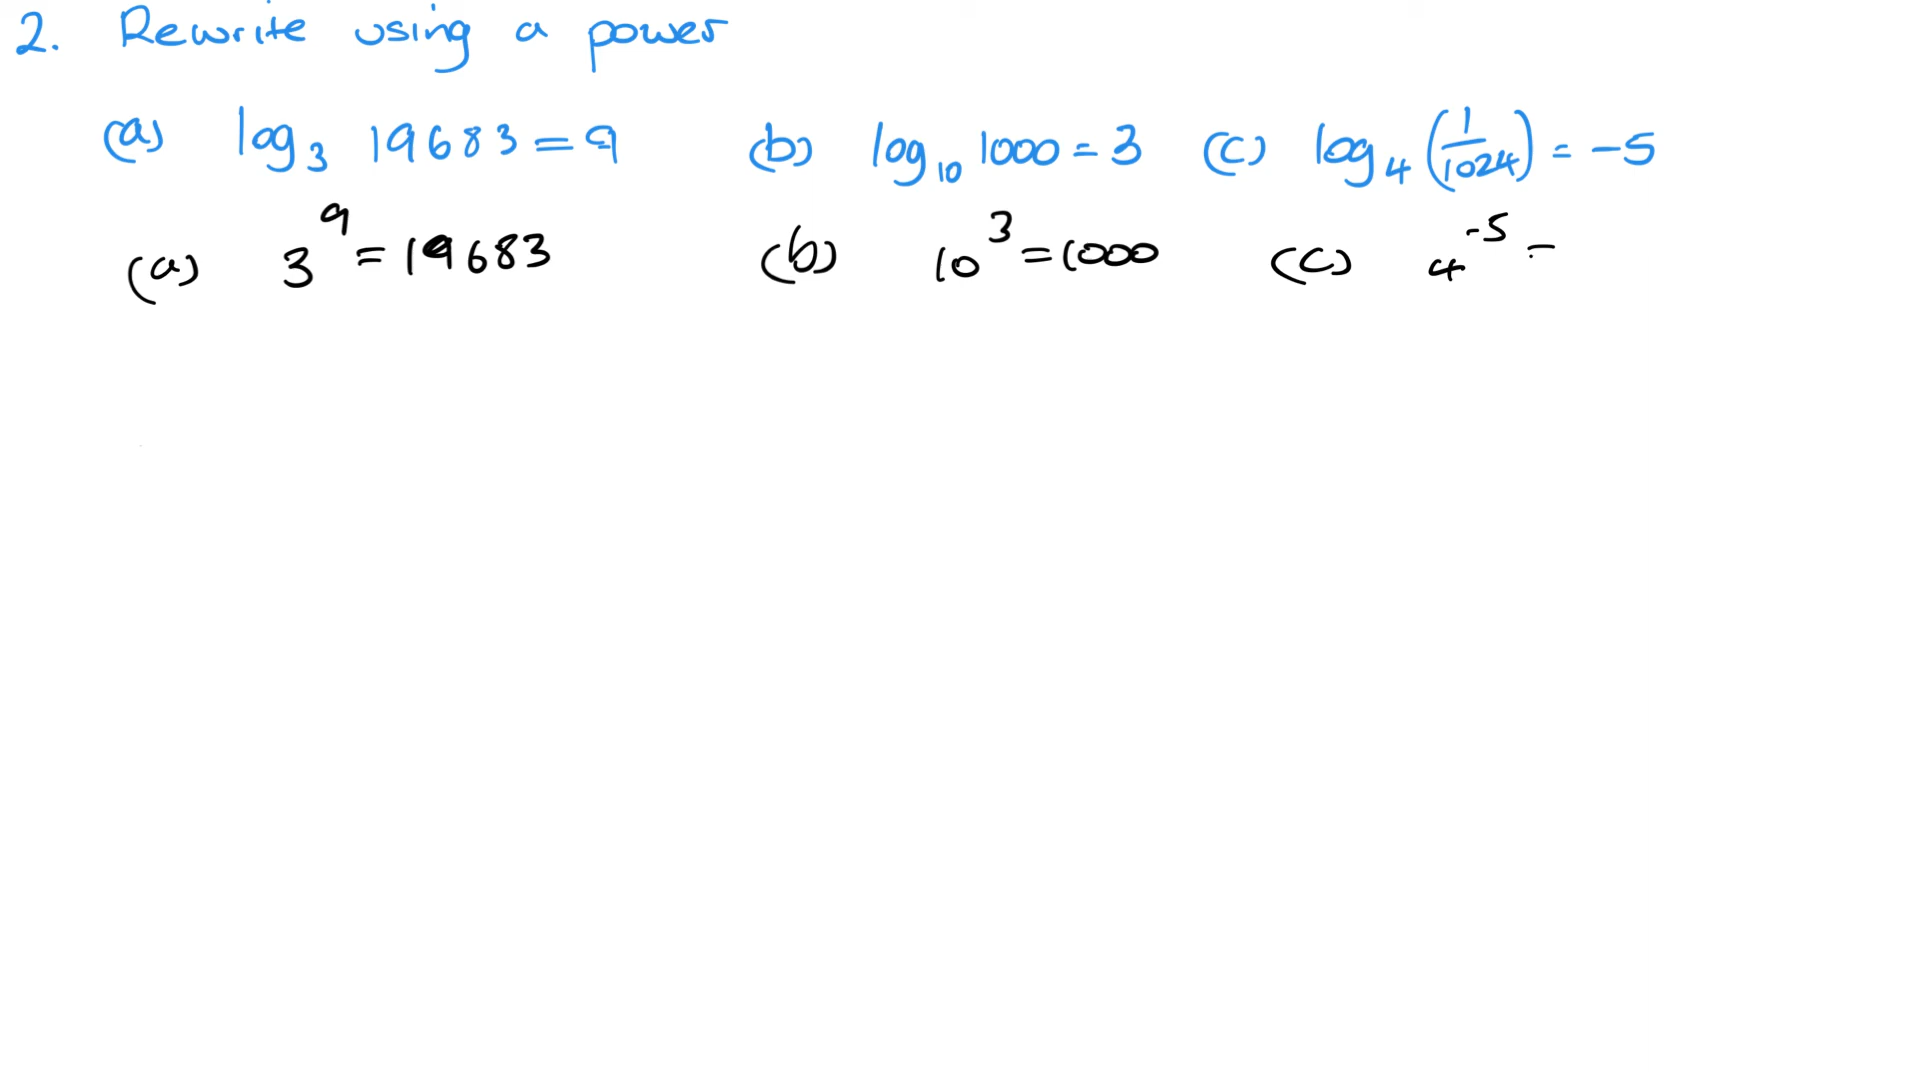 2. Rewrite using a power
(a) log₃ 19683 = 9 (b) log₁₀ 1000 = 3 (c) log₄ (1/1024) = -5
(a) 3⁹ = 19683 (b) 10³ = 1000 (c) 4⁻⁵ =